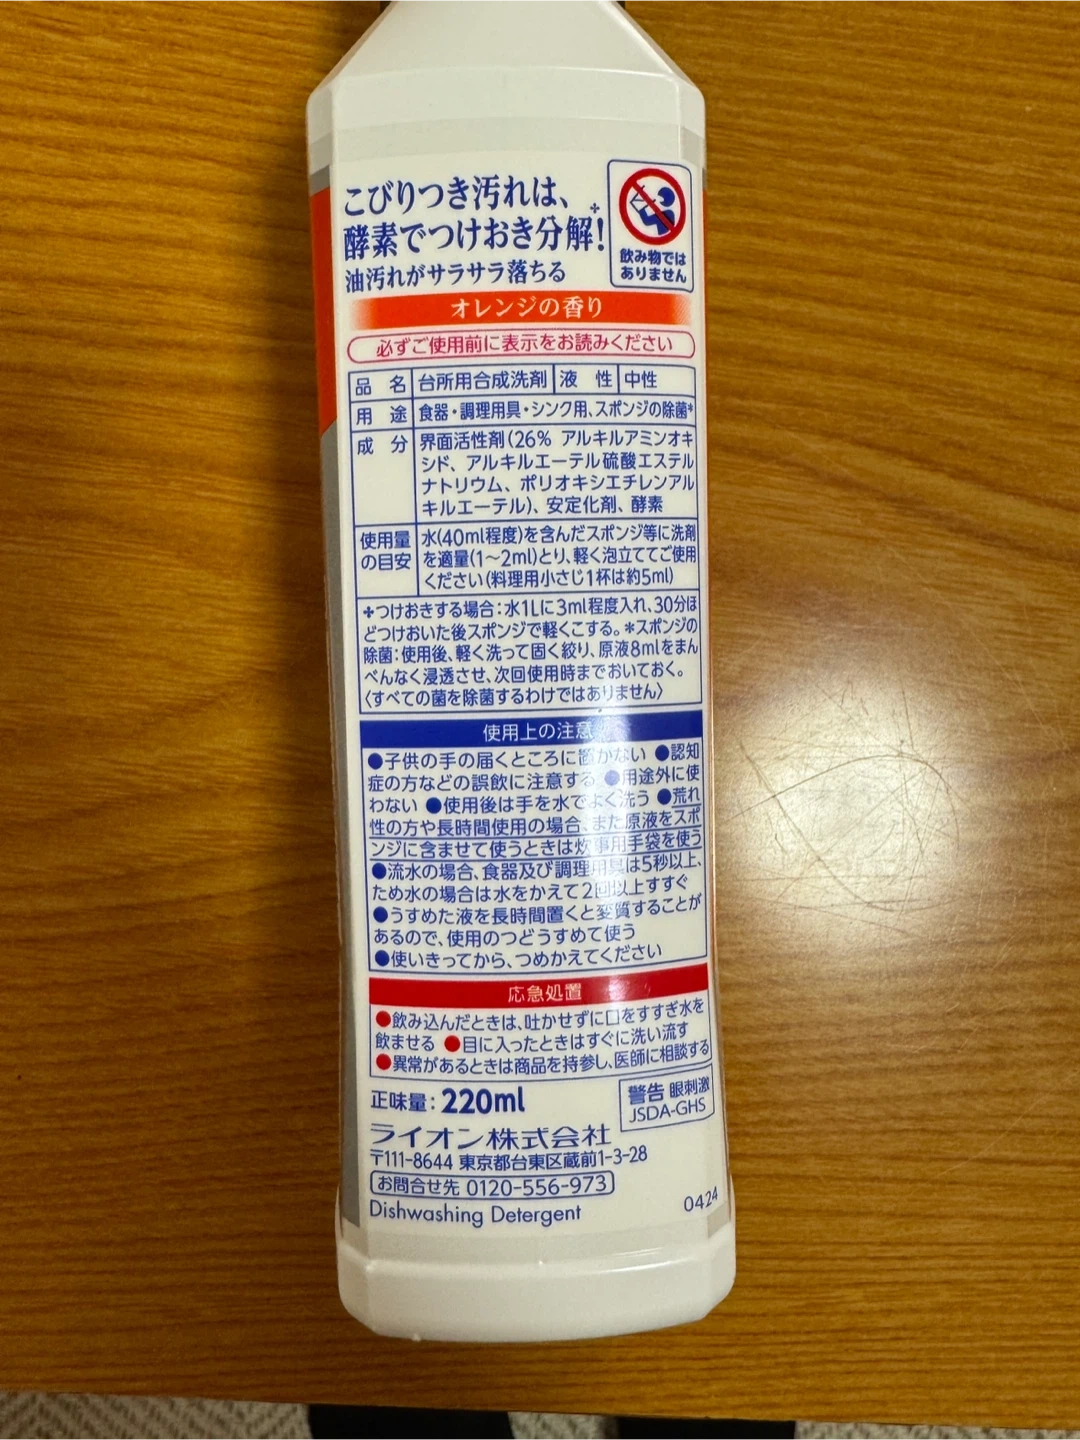 こびりつき汚れは、
酵素でつけおき分解!✣
油汚れがサラサラ落ちる
飲み物では
ありません
オレンジの香り
必ずご使用前に表示をお読みください
品 名 台所用合成洗剤 液 性 中性
用 途 食器・調理用具・シンク用、スポンジの除菌*
成 分 界面活性剤(26% アルキルアミンオキ
シド、アルキルエーテル硫酸エステル
ナトリウム、ポリオキシエチレンアル
キルエーテル)、安定化剤、酵素
使用量
の目安
水(40ml程度)を含んだスポンジ等に洗剤
を適量(1〜2ml)とり、軽く泡立ててご使用
ください(料理用小さじ1杯は約5ml)
✣つけおきする場合:水1Lに3ml程度入れ、30分ほ
どつけおいた後スポンジで軽くこする。*スポンジの
除菌:使用後、軽く洗って固く絞り、原液8mlをまん
べんなく浸透させ、次回使用時までおいておく。
〈すべての菌を除菌するわけではありません〉
使用上の注意
●子供の手の届くところに置かない ●認知
症の方などの誤飲に注意する ●用途外に使
わない ●使用後は手を水でよく洗う ●荒れ
性の方や長時間使用の場合、また原液をスポ
ンジに含ませて使うときは炊事用手袋を使う
●流水の場合、食器及び調理用具は5秒以上、
ため水の場合は水をかえて2回以上すすぐ
●うすめた液を長時間置くと変質することが
あるので、使用のつどうすめて使う
●使いきってから、つめかえてください
応急処置
●飲み込んだときは、吐かせずに口をすすぎ水を
飲ませる ●目に入ったときはすぐに洗い流す
●異常があるときは商品を持参し、医師に相談する
正味量:220ml
警告 眼刺激
JSDA-GHS
ライオン株式会社
〒111-8644 東京都台東区蔵前1-3-28
お問合せ先 0120-556-973
Dishwashing Detergent
0424